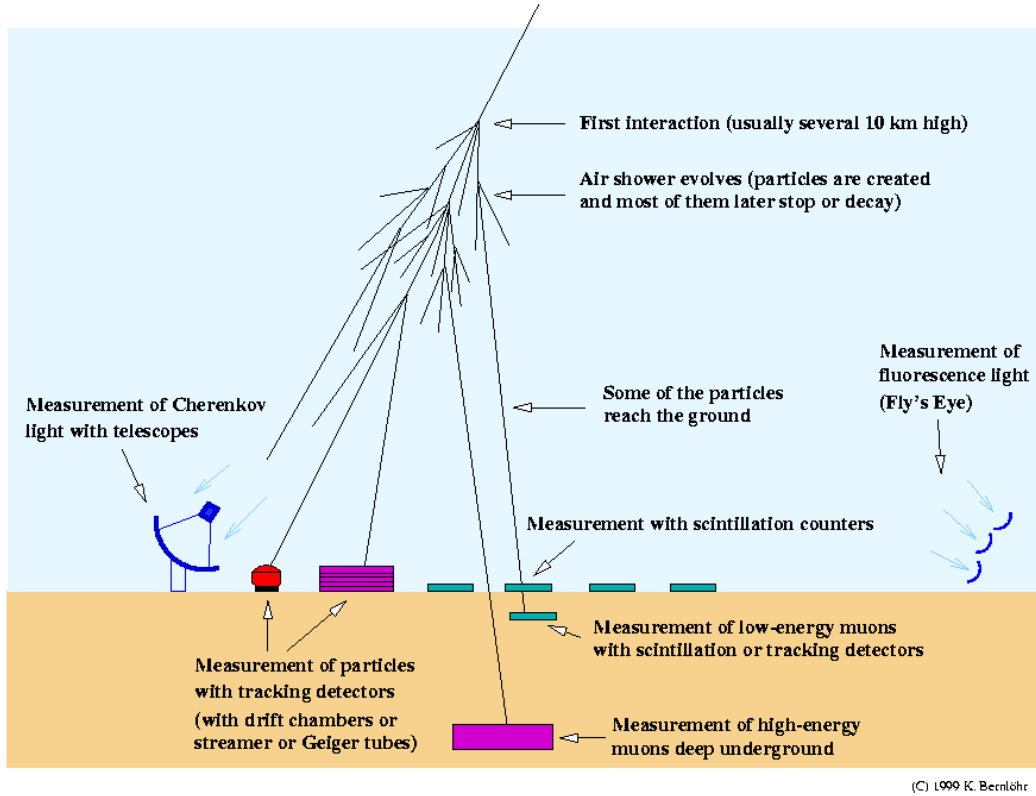 First interaction (usually several 10 km high)
Air shower evolves (particles are created
and most of them later stop or decay)
Measurement of
fluorescence light
(Fly's Eye)
Some of the particles
reach the ground
Measurement of Cherenkov
light with telescopes
Measurement with scintillation counters
Measurement of low-energy muons
with scintillation or tracking detectors
Measurement of particles
with tracking detectors
(with drift chambers or
streamer or Geiger tubes)
Measurement of high-energy
muons deep underground
(C) 1999 K. Bernlöhr